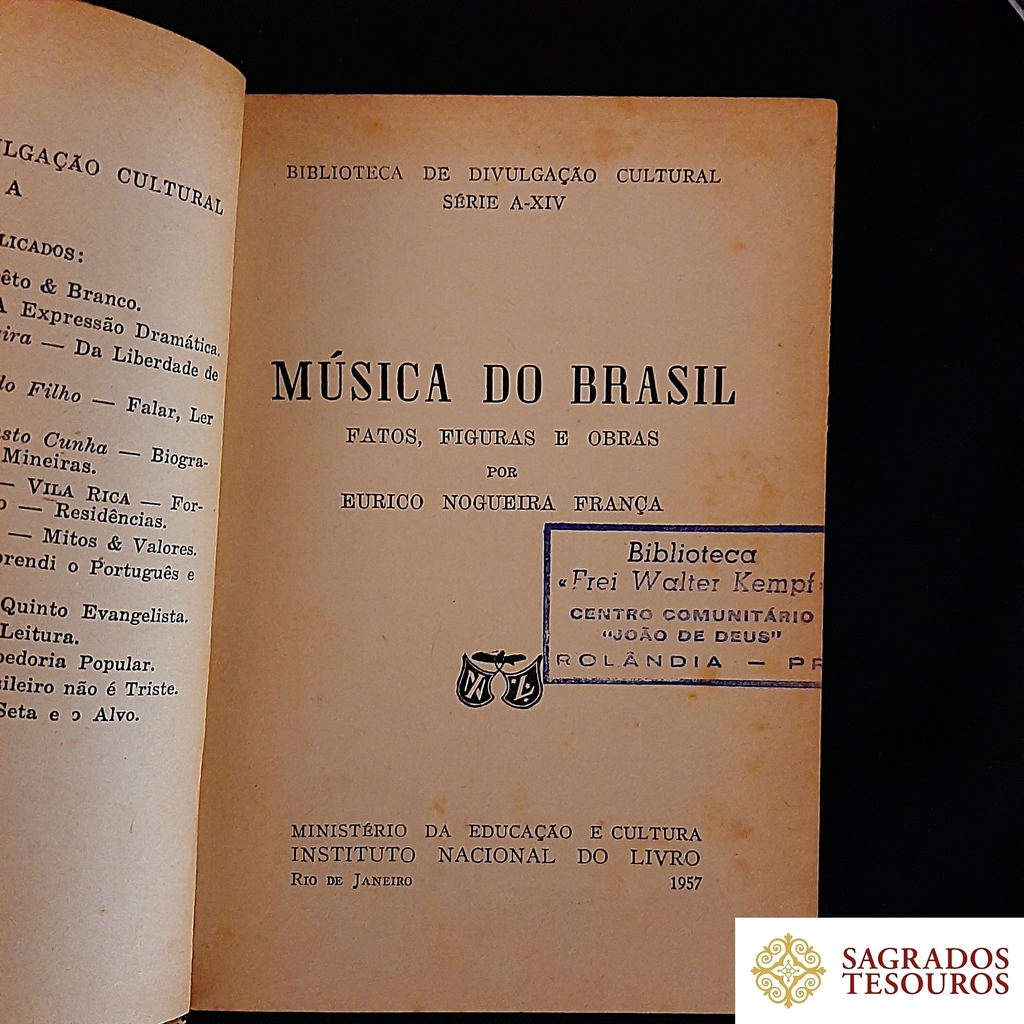 LGAÇÃO CULTURAL
A
LICADOS:
êto & Branco.
A Expressão Dramática.
ira — Da Liberdade de
lo Filho — Falar, Ler
sto Cunha — Biogra-
Mineiras.
— VILA RICA — For-
o — Residências.
— Mitos & Valores.
rendi o Português e
Quinto Evangelista.
Leitura.
bedoria Popular.
sileiro não é Triste.
Seta e o Alvo.
BIBLIOTECA DE DIVULGAÇÃO CULTURAL
SÉRIE A-XIV
MÚSICA DO BRASIL
FATOS, FIGURAS E OBRAS
POR
EURICO NOGUEIRA FRANÇA
Biblioteca
«Frei Walter Kempf»
CENTRO COMUNITÁRIO
"JOÃO DE DEUS"
ROLÂNDIA — PR
MINISTÉRIO DA EDUCAÇÃO E CULTURA
INSTITUTO NACIONAL DO LIVRO
RIO DE JANEIRO 1957
SAGRADOS
TESOUROS